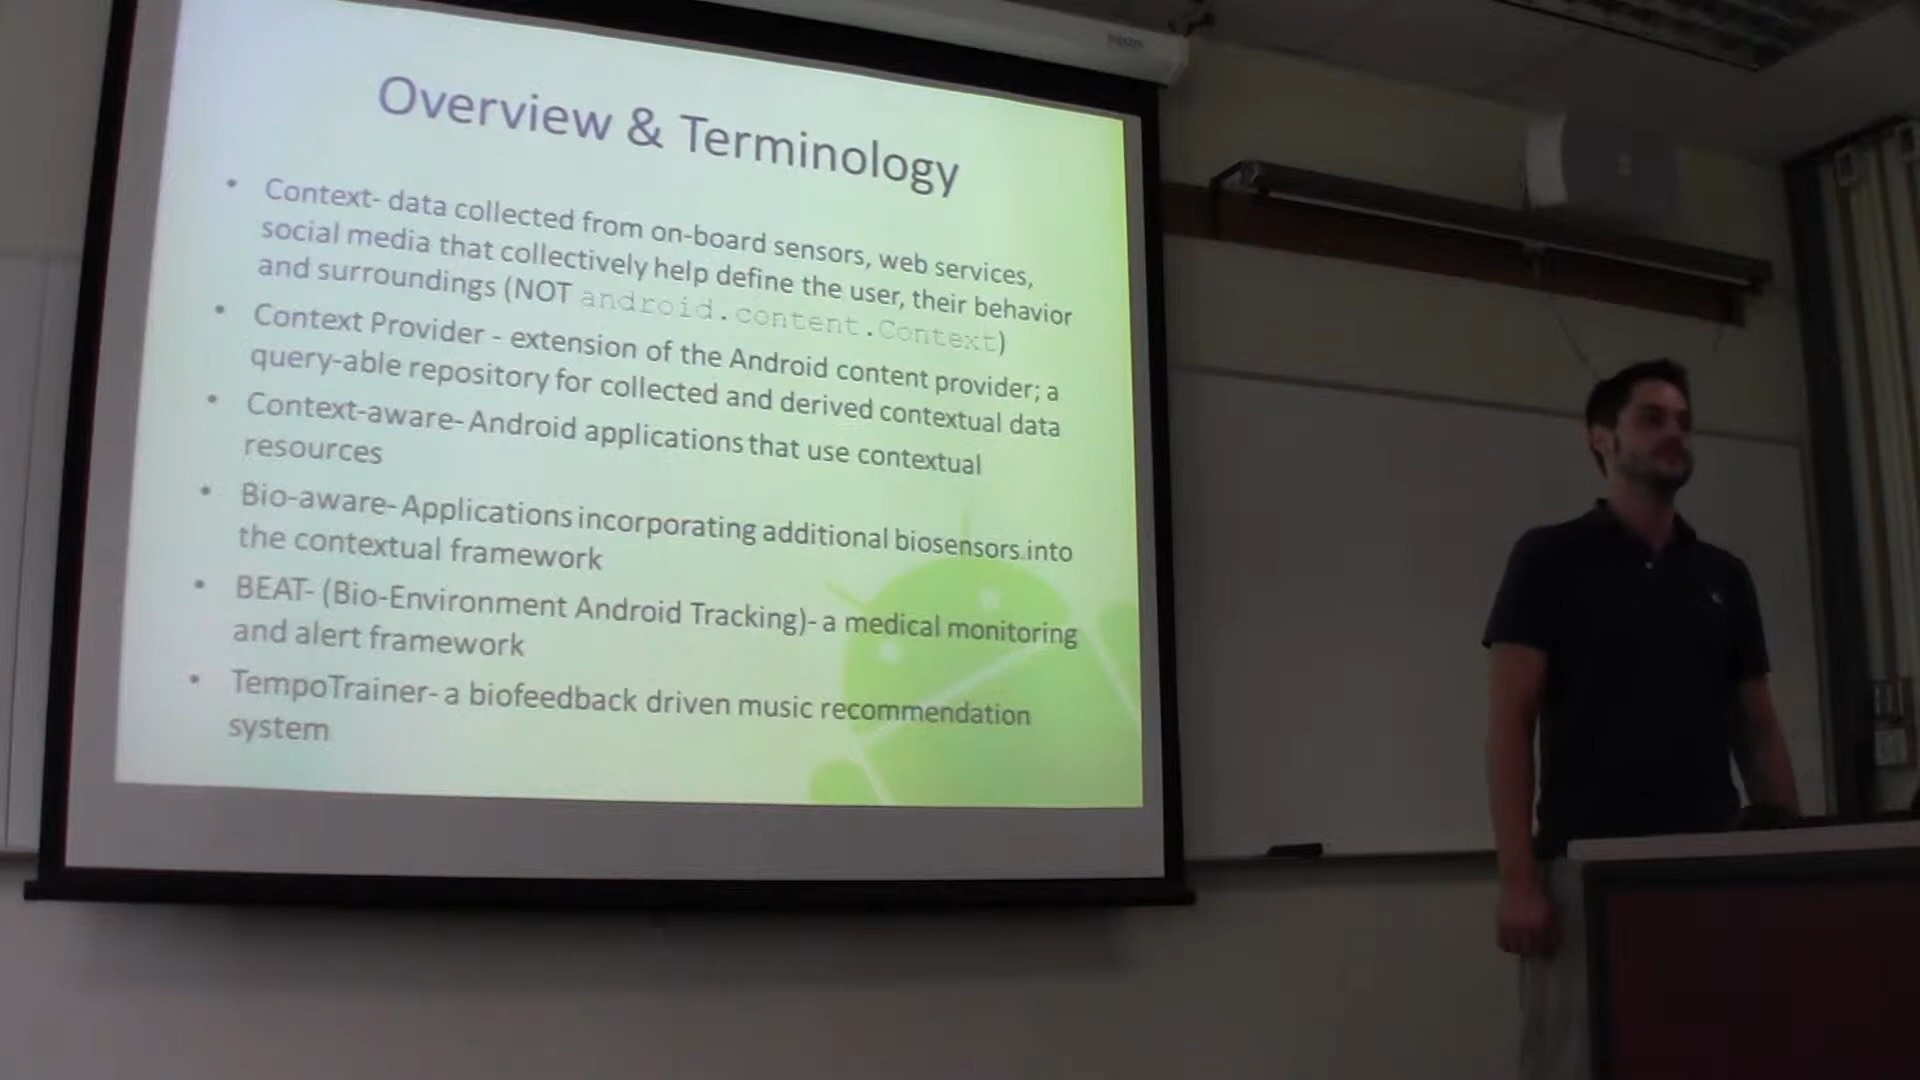 Overview & Terminology
• Context- data collected from on-board sensors, web services,
social media that collectively help define the user, their behavior
and surroundings (NOT android.content.Context)
• Context Provider - extension of the Android content provider; a
query-able repository for collected and derived contextual data
• Context-aware- Android applications that use contextual
resources
• Bio-aware- Applications incorporating additional biosensors into
the contextual framework
• BEAT- (Bio-Environment Android Tracking)- a medical monitoring
and alert framework
• TempoTrainer- a biofeedback driven music recommendation
system